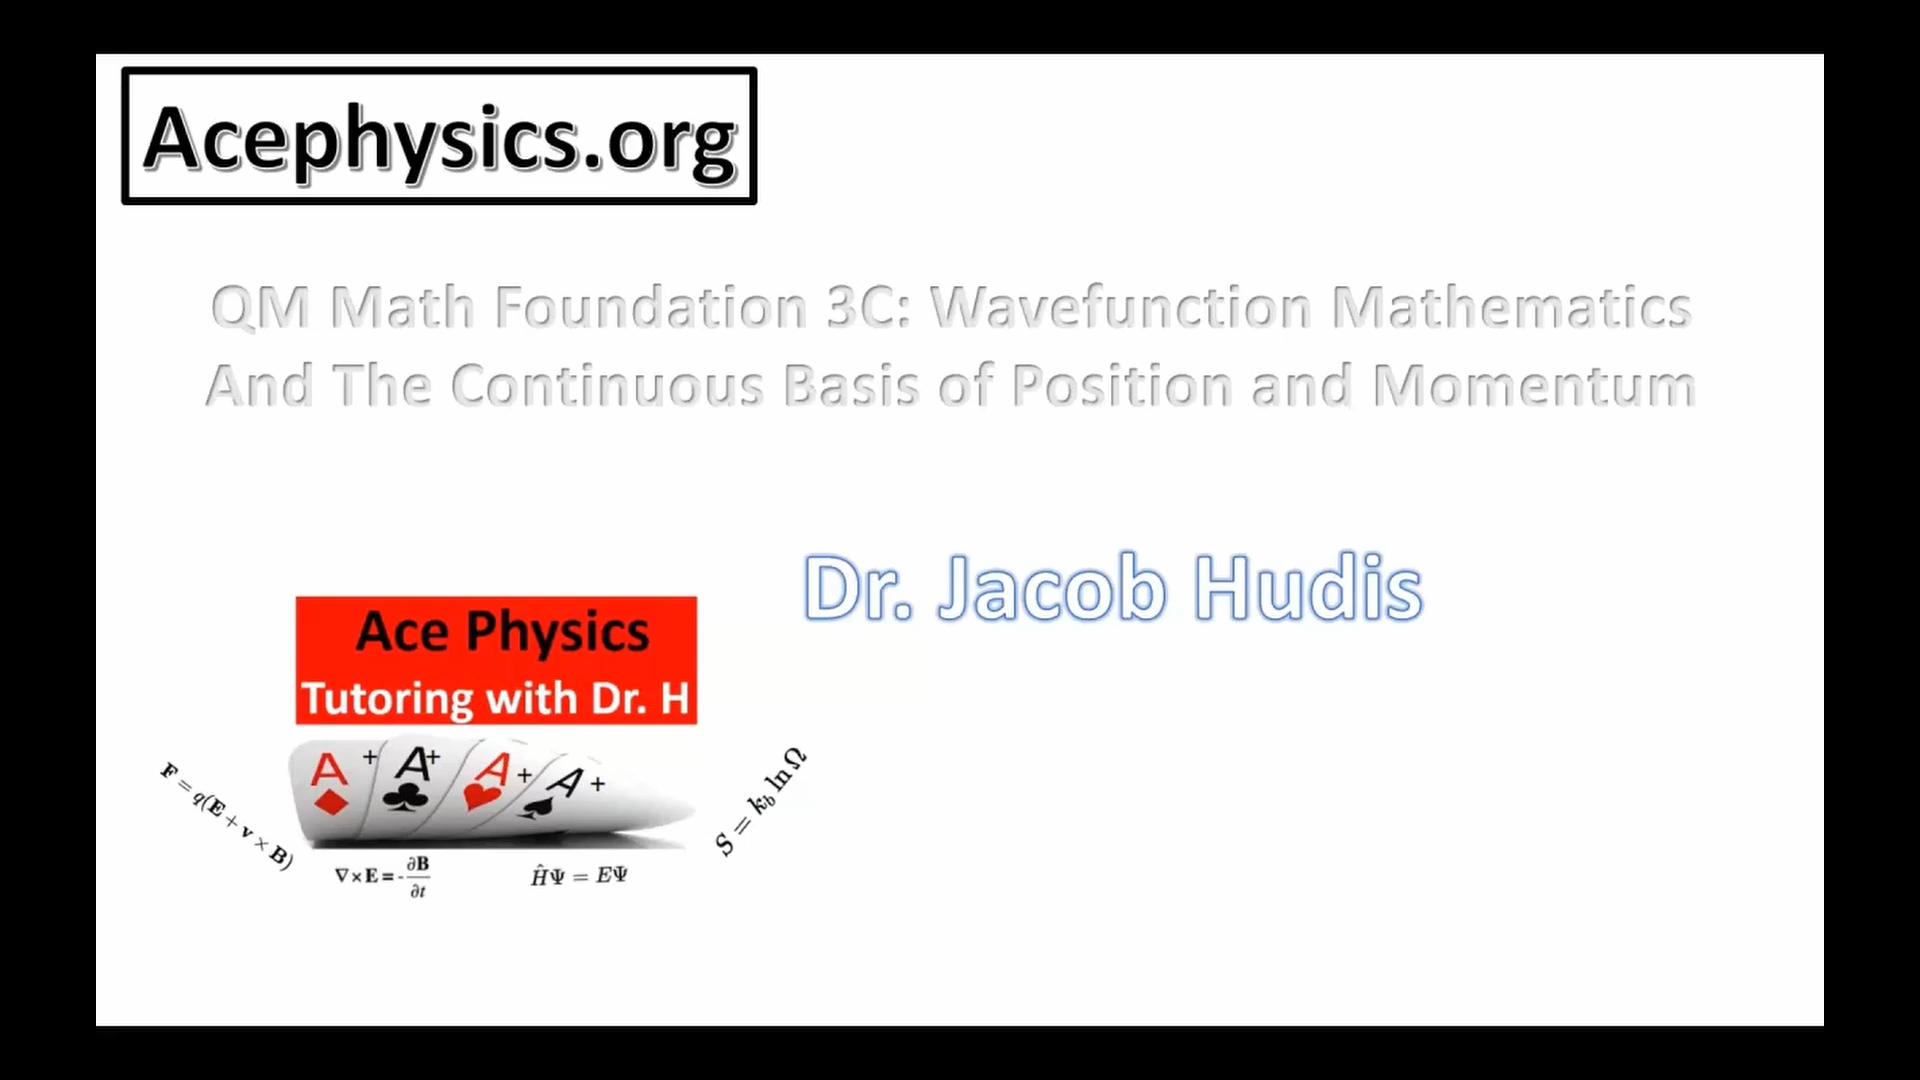 Acephysics.org
QM Math Foundation 3C: Wavefunction Mathematics
And The Continuous Basis of Position and Momentum
Dr. Jacob Hudis
Ace Physics
Tutoring with Dr. H
A + A+ A + A +
F = q(E + v × B)
S = k_b ln Ω
∇×E=-∂B/∂t
ĤΨ = EΨ